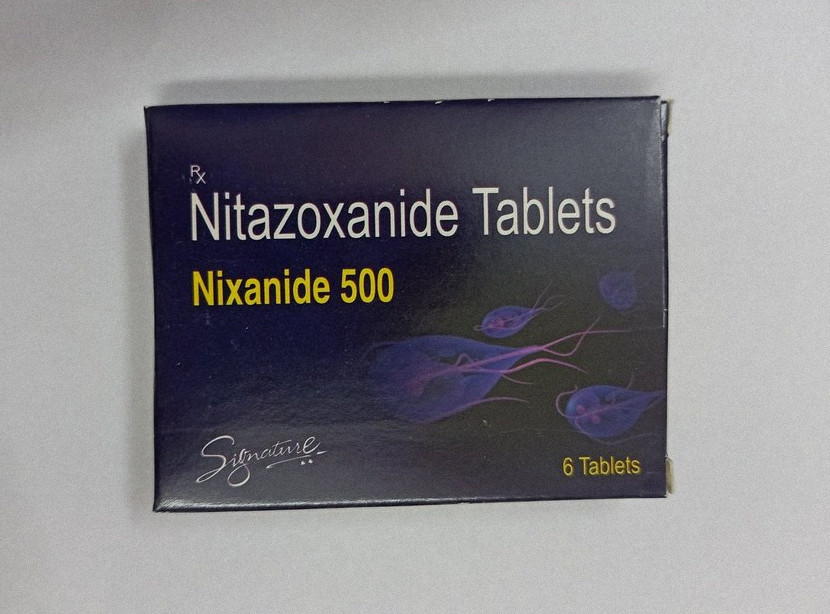 Rx
Nitazoxanide Tablets
Nixanide 500
Signature
6 Tablets